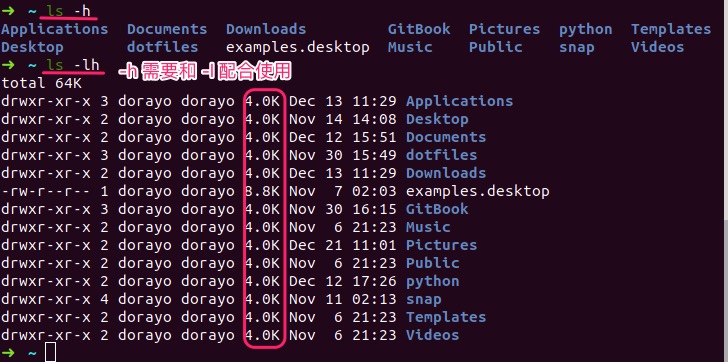 ➜ ~ ls -h
Applications Documents Downloads GitBook Pictures python Templates
Desktop dotfiles examples.desktop Music Public snap Videos
➜ ~ ls -lh -h 需要和 -l 配合使用
total 64K
drwxr-xr-x 3 dorayo dorayo 4.0K Dec 13 11:29 Applications
drwxr-xr-x 2 dorayo dorayo 4.0K Nov 14 14:08 Desktop
drwxr-xr-x 2 dorayo dorayo 4.0K Dec 12 15:51 Documents
drwxr-xr-x 3 dorayo dorayo 4.0K Nov 30 15:49 dotfiles
drwxr-xr-x 2 dorayo dorayo 4.0K Dec 13 11:29 Downloads
-rw-r--r-- 1 dorayo dorayo 8.8K Nov 7 02:03 examples.desktop
drwxr-xr-x 3 dorayo dorayo 4.0K Nov 30 16:15 GitBook
drwxr-xr-x 2 dorayo dorayo 4.0K Nov 6 21:23 Music
drwxr-xr-x 2 dorayo dorayo 4.0K Dec 21 11:01 Pictures
drwxr-xr-x 2 dorayo dorayo 4.0K Nov 6 21:23 Public
drwxr-xr-x 2 dorayo dorayo 4.0K Dec 12 17:26 python
drwxr-xr-x 4 dorayo dorayo 4.0K Nov 11 02:13 snap
drwxr-xr-x 2 dorayo dorayo 4.0K Nov 6 21:23 Templates
drwxr-xr-x 2 dorayo dorayo 4.0K Nov 6 21:23 Videos
➜ ~